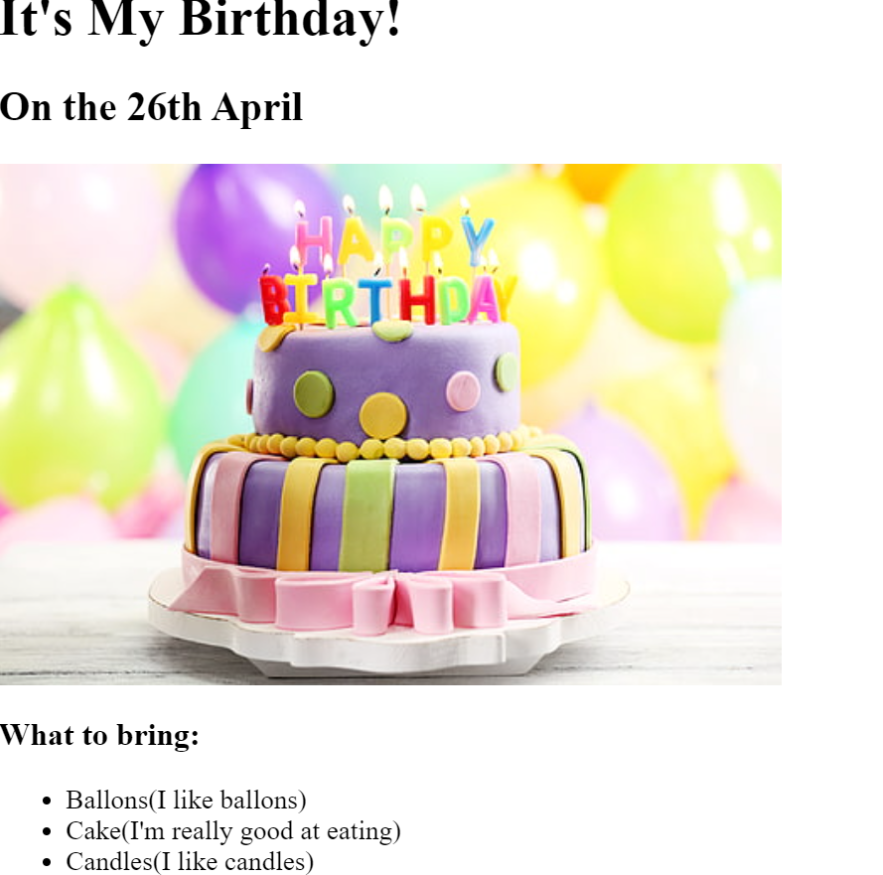 It's My Birthday!
On the 26th April
HAPPY
BIRTHDAY
What to bring:
Ballons(I like ballons)
Cake(I'm really good at eating)
Candles(I like candles)